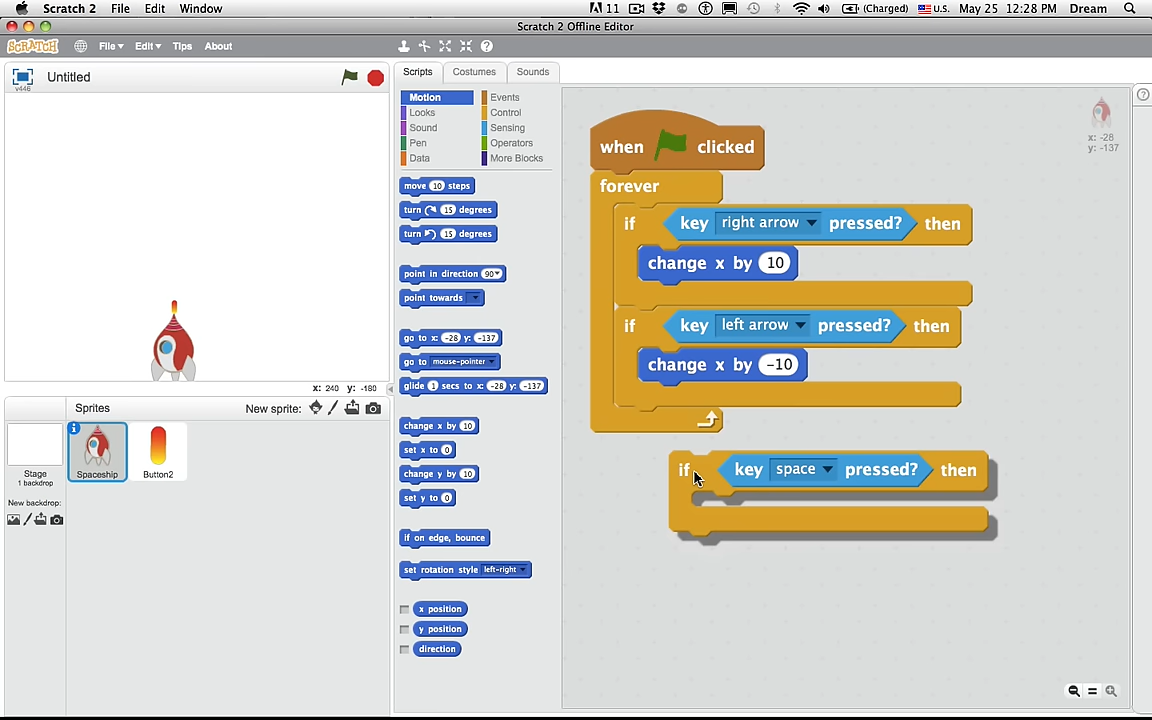 Scratch 2 File Edit Window 11 (Charged) U.S. May 25 12:28 PM Dream
Scratch 2 Offline Editor
SCRATCH File Edit Tips About
v446 Untitled
Scripts Costumes Sounds
Motion Events
Looks Control
Sound Sensing
Pen Operators
Data More Blocks
move 10 steps
turn 15 degrees
turn 15 degrees
point in direction 90
point towards
go to x: -28 y: -137
go to mouse-pointer
glide 1 secs to x: -28 y: -137
change x by 10
set x to 0
change y by 10
set y to 0
if on edge, bounce
set rotation style left-right
x position
y position
direction
x: -28
y: -137
when clicked
forever
if key right arrow pressed? then
change x by 10
if key left arrow pressed? then
change x by -10
if key space pressed? then
x: 240 y: -180
Sprites New sprite:
Stage
1 backdrop
New backdrop:
Spaceship
Button2